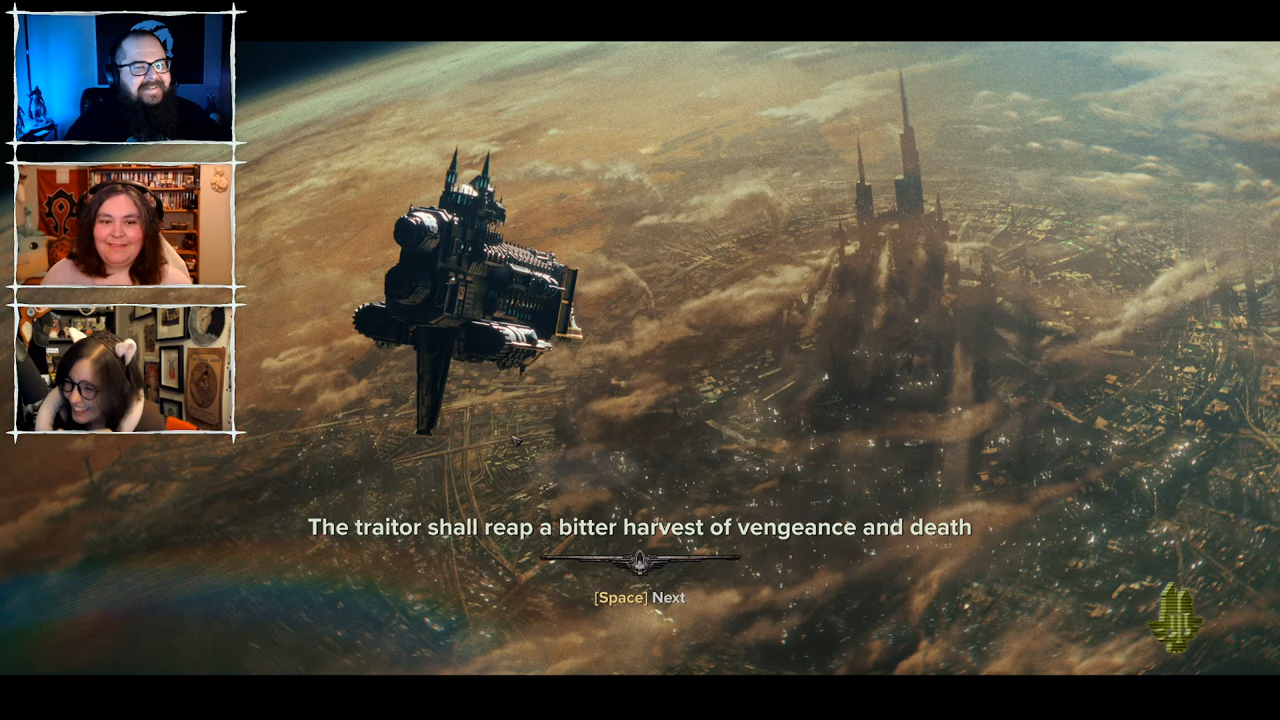 The traitor shall reap a bitter harvest of vengeance and death
[Space] Next